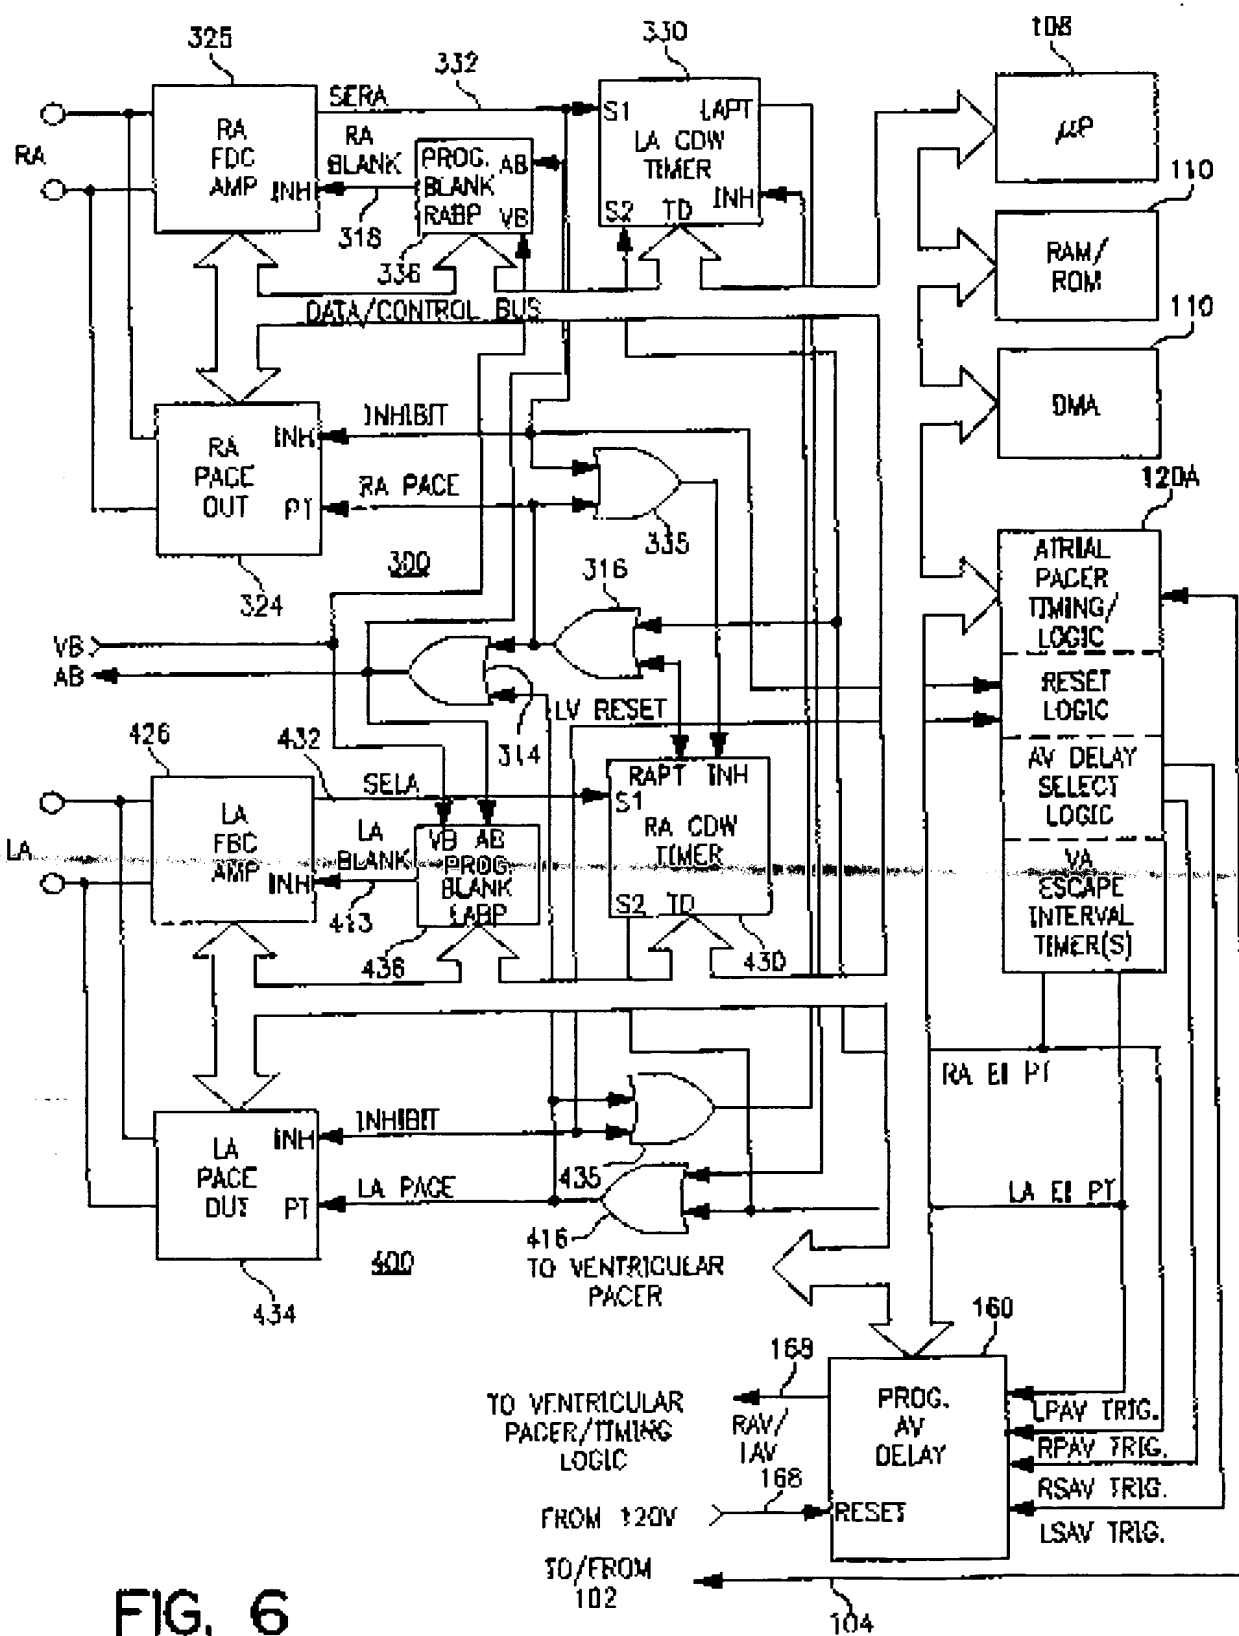 325
332
330
108
SERA
RA
FDC
AMP
INH
RA
RA
BLANK
318
PROG.
BLANK
RABP
AB
VB
336
S1
LAPT
LA CDW
TIMER
INH
S2
TD
µP
110
RAM/
ROM
110
DMA
DATA/CONTROL BUS
RA
PACE
OUT
INH
PT
324
INHIBIT
RA PACE
335
300
316
120A
ATRIAL
PACER
TIMING/
LOGIC
RESET
LOGIC
AV DELAY
SELECT
LOGIC
VA
ESCAPE
INTERVAL
TIMER(S)
VB
AB
314
LV RESET
426
432
SELA
LA
FBC
AMP
INH
LA
LA
BLANK
413
VB AB
PROG.
BLANK
LABP
436
RAPT INH
S1
RA CDW
TIMER
S2
TD
430
RA EI PT
LA
PACE
OUT
INH
PT
434
INHIBIT
LA PACE
435
416
400
LA EI PT
TO VENTRICULAR
PACER
160
168
PROG.
AV
DELAY
RESET
TO VENTRICULAR
PACER/TIMING
LOGIC
RAV/
LAV
LPAV TRIG.
RPAV TRIG.
RSAV TRIG.
LSAV TRIG.
168
FROM 120V
TO/FROM
102
104
FIG. 6